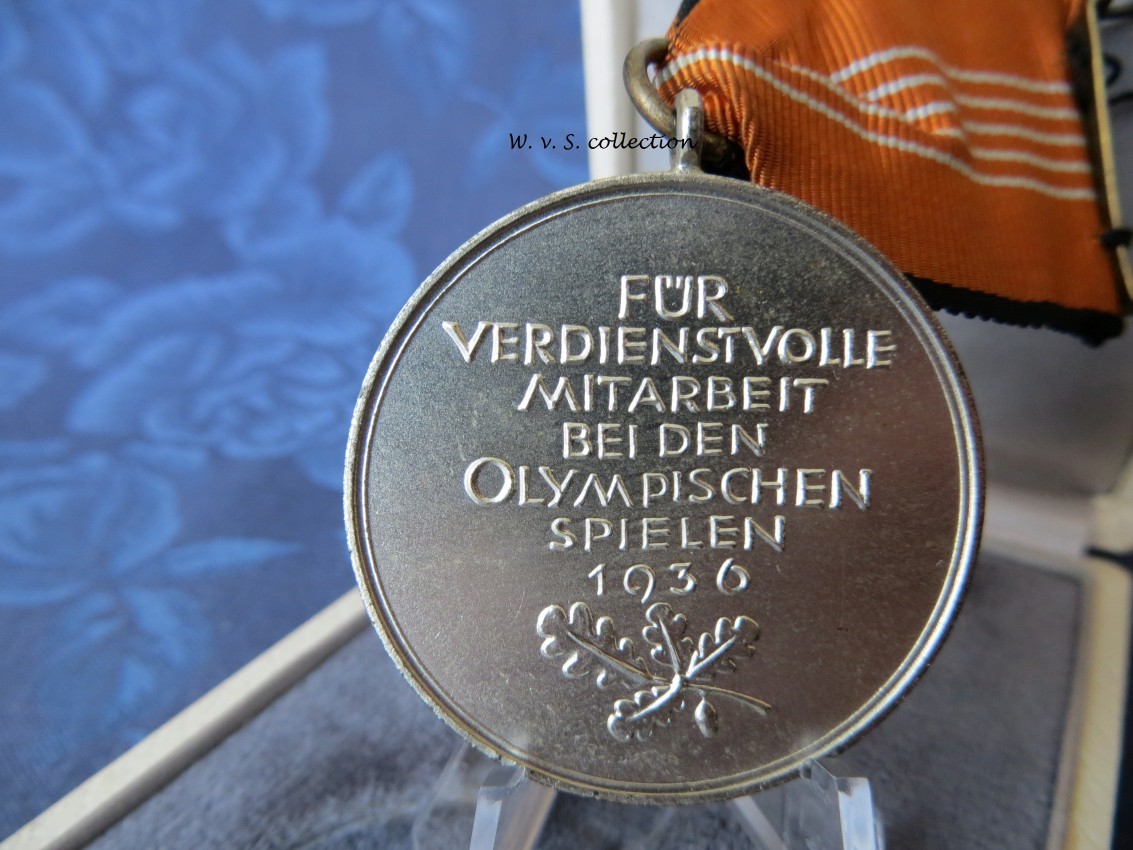 W. v. S. collection
FÜR
VERDIENSTVOLLE
MITARBEIT
BEI DEN
OLYMPISCHEN
SPIELEN
1936